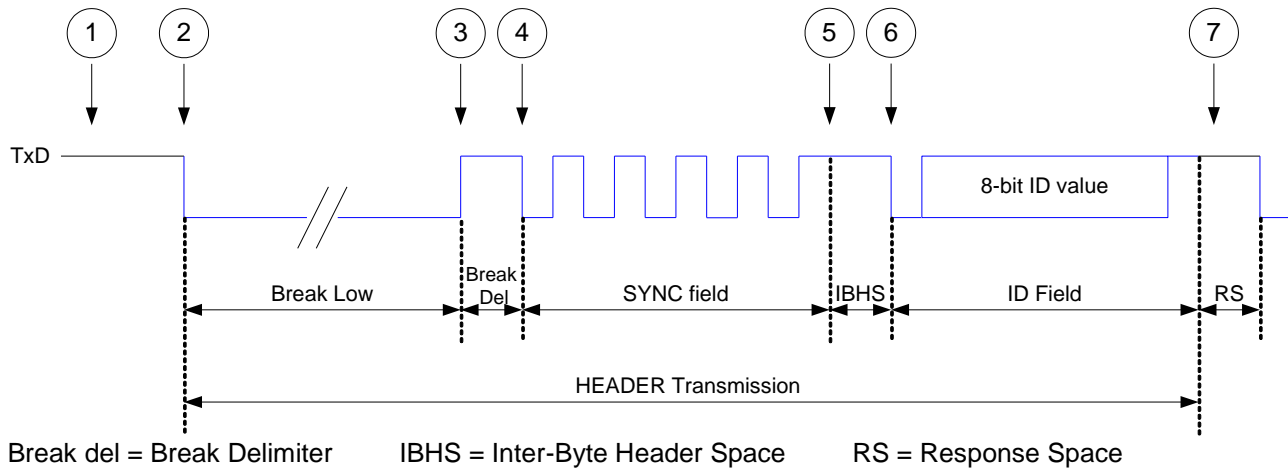 1 2 3 4 5 6 7
TxD
8-bit ID value
Break Low
Break
Del
SYNC field
IBHS
ID Field
RS
HEADER Transmission
Break del = Break Delimiter IBHS = Inter-Byte Header Space RS = Response Space